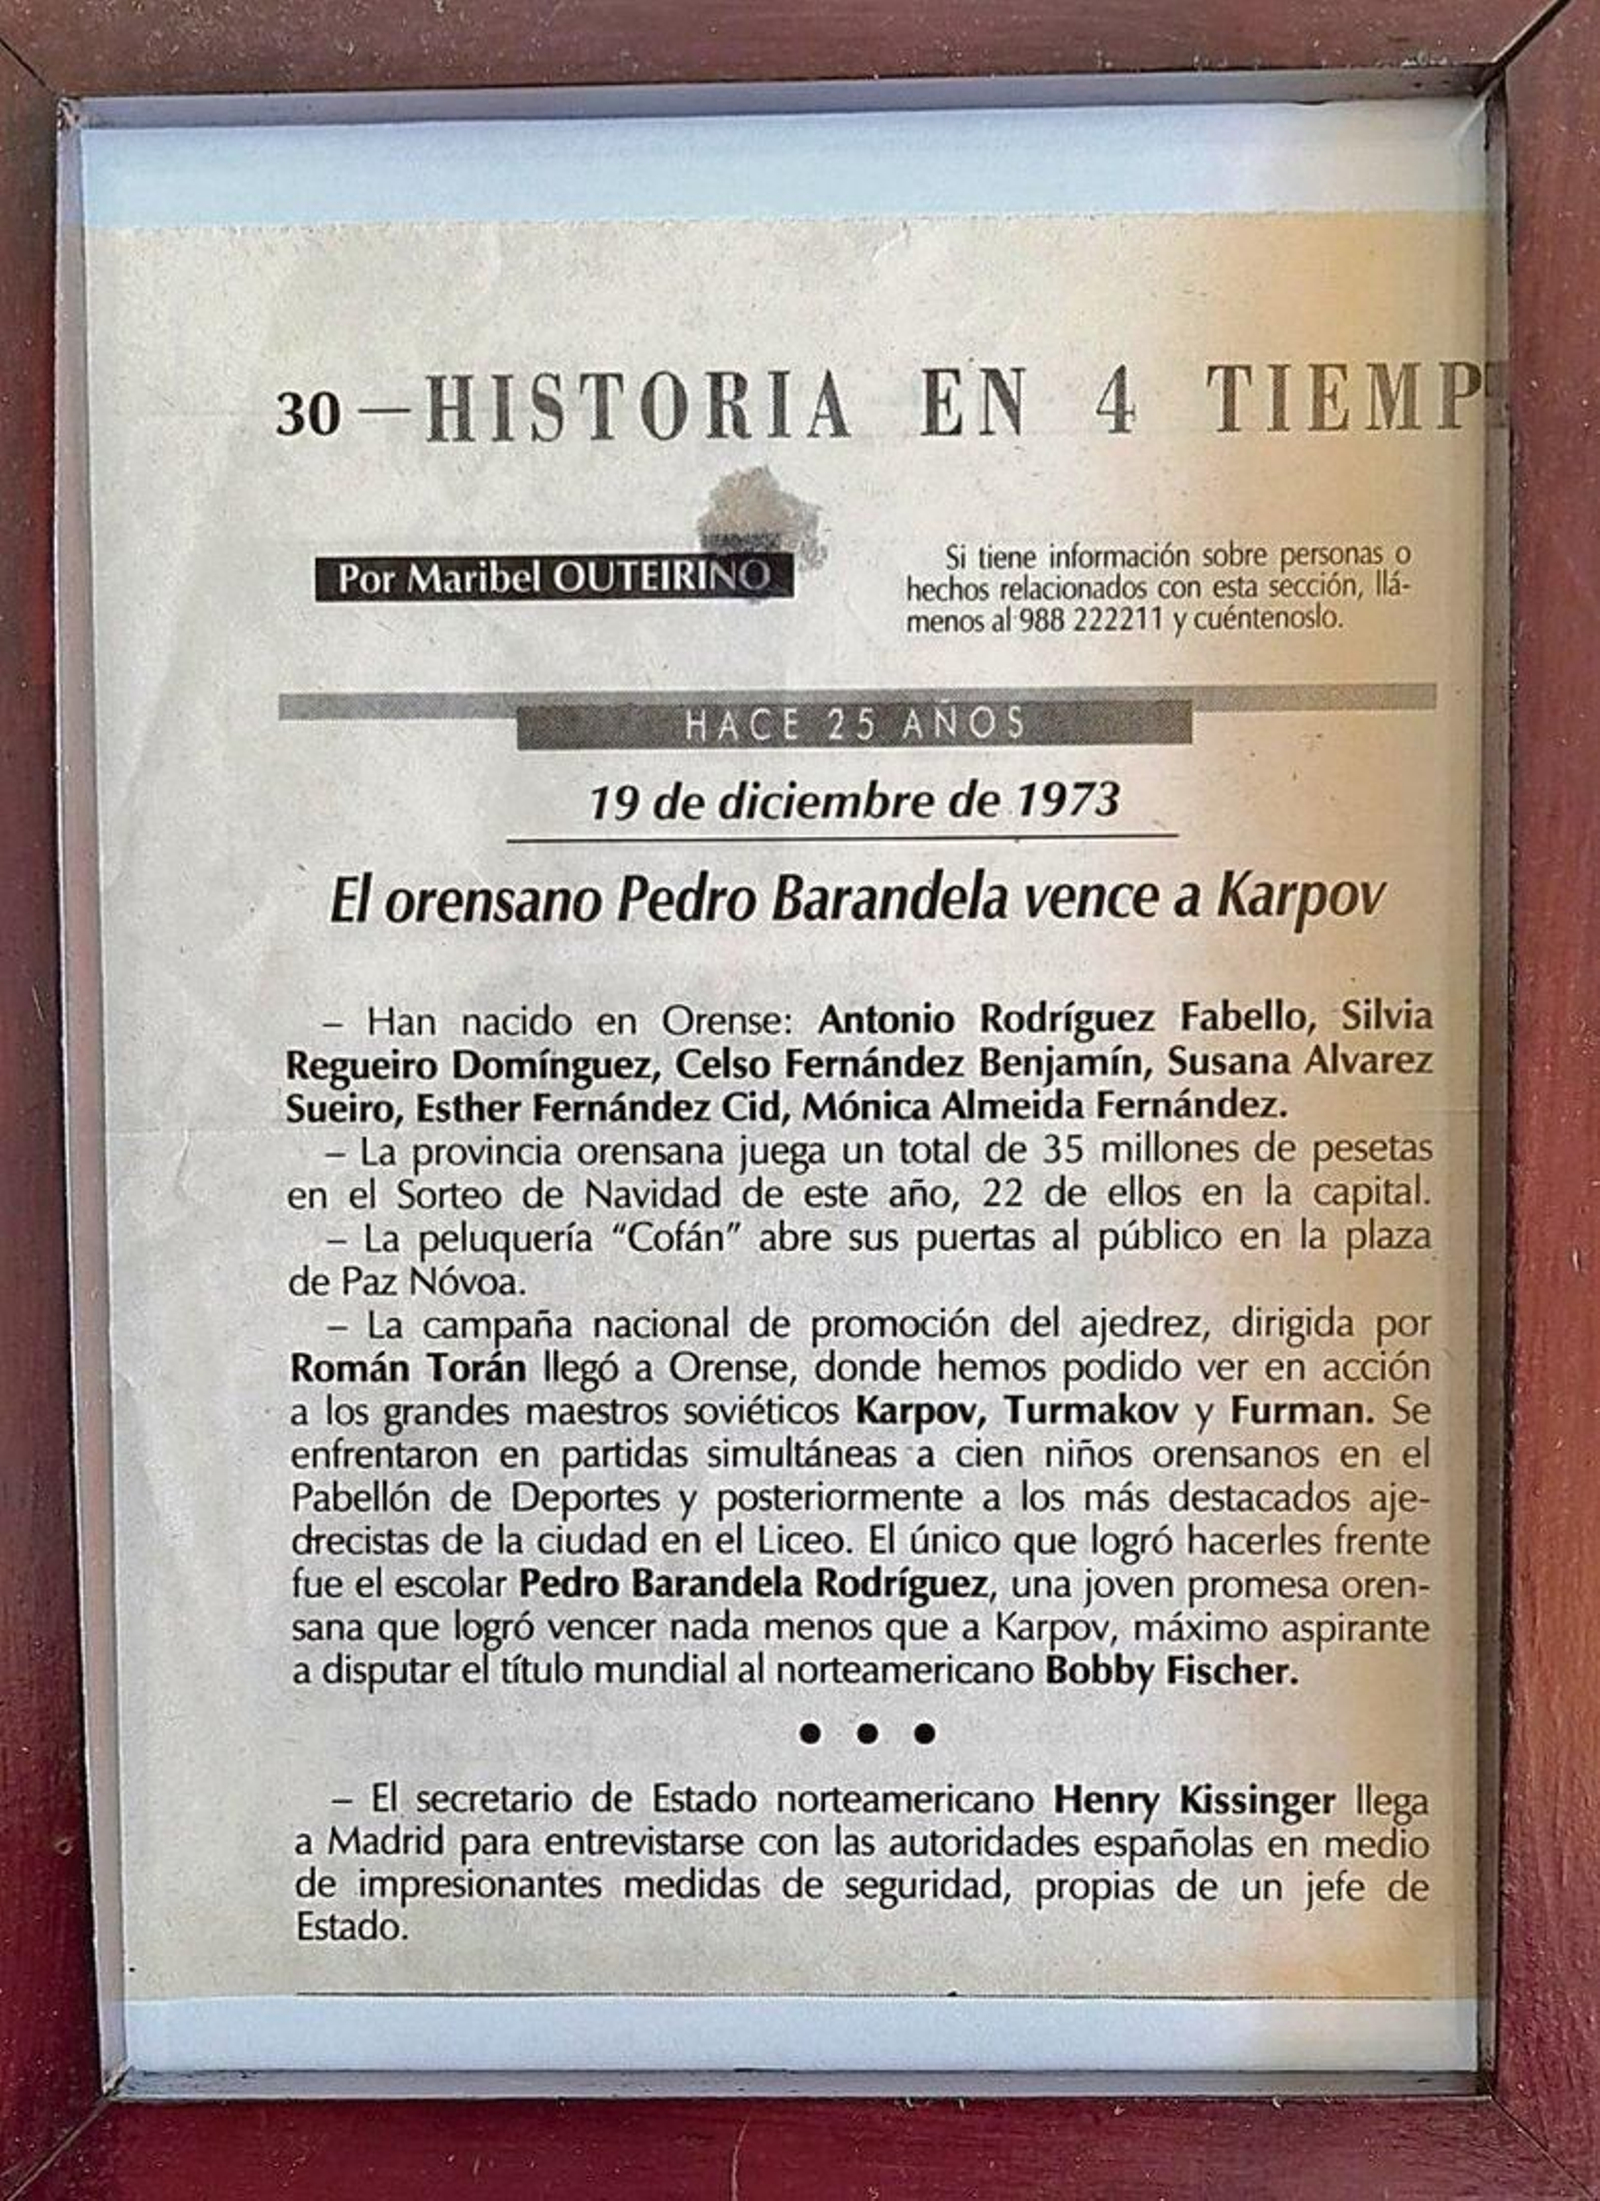 30 — HISTORIA EN 4 TIEMP
Por Maribel OUTEIRIÑO
Si tiene información sobre personas o
hechos relacionados con esta sección, llá-
menos al 988 222211 y cuéntenoslo.
HACE 25 AÑOS
19 de diciembre de 1973
El orensano Pedro Barandela vence a Karpov
– Han nacido en Orense: Antonio Rodríguez Fabello, Silvia
Regueiro Domínguez, Celso Fernández Benjamín, Susana Alvarez
Sueiro, Esther Fernández Cid, Mónica Almeida Fernández.
– La provincia orensana juega un total de 35 millones de pesetas
en el Sorteo de Navidad de este año, 22 de ellos en la capital.
– La peluquería “Cofán” abre sus puertas al público en la plaza
de Paz Nóvoa.
– La campaña nacional de promoción del ajedrez, dirigida por
Román Torán llegó a Orense, donde hemos podido ver en acción
a los grandes maestros soviéticos Karpov, Turmakov y Furman. Se
enfrentaron en partidas simultáneas a cien niños orensanos en el
Pabellón de Deportes y posteriormente a los más destacados aje-
drecistas de la ciudad en el Liceo. El único que logró hacerles frente
fue el escolar Pedro Barandela Rodríguez, una joven promesa oren-
sana que logró vencer nada menos que a Karpov, máximo aspirante
a disputar el título mundial al norteamericano Bobby Fischer.
• • •
– El secretario de Estado norteamericano Henry Kissinger llega
a Madrid para entrevistarse con las autoridades españolas en medio
de impresionantes medidas de seguridad, propias de un jefe de
Estado.